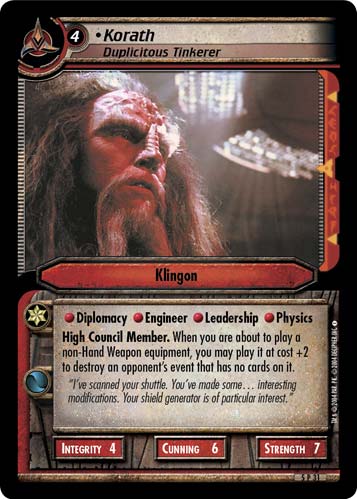 4
•Korath
Duplicitous Tinkerer
Klingon
Diplomacy Engineer Leadership Physics
High Council Member. When you are about to play a
non-Hand Weapon equipment, you may play it at cost +2
to destroy an opponent's event that has no cards on it.
"I've scanned your shuttle. You've made some... interesting
modifications. Your shield generator is of particular interest."
Integrity 4 Cunning 6 Strength 7
5 P 31